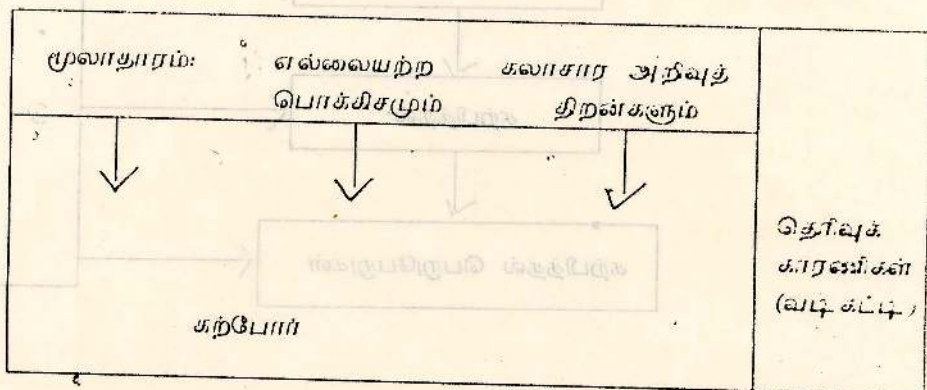 மூலாதாரம்: எல்லையற்ற கலாசார அறிவுத்
பொக்கிசமும் திறன்களும்
தெரிவுக்
காரணிகள்
(வடி கட்டி)
கற்போர்